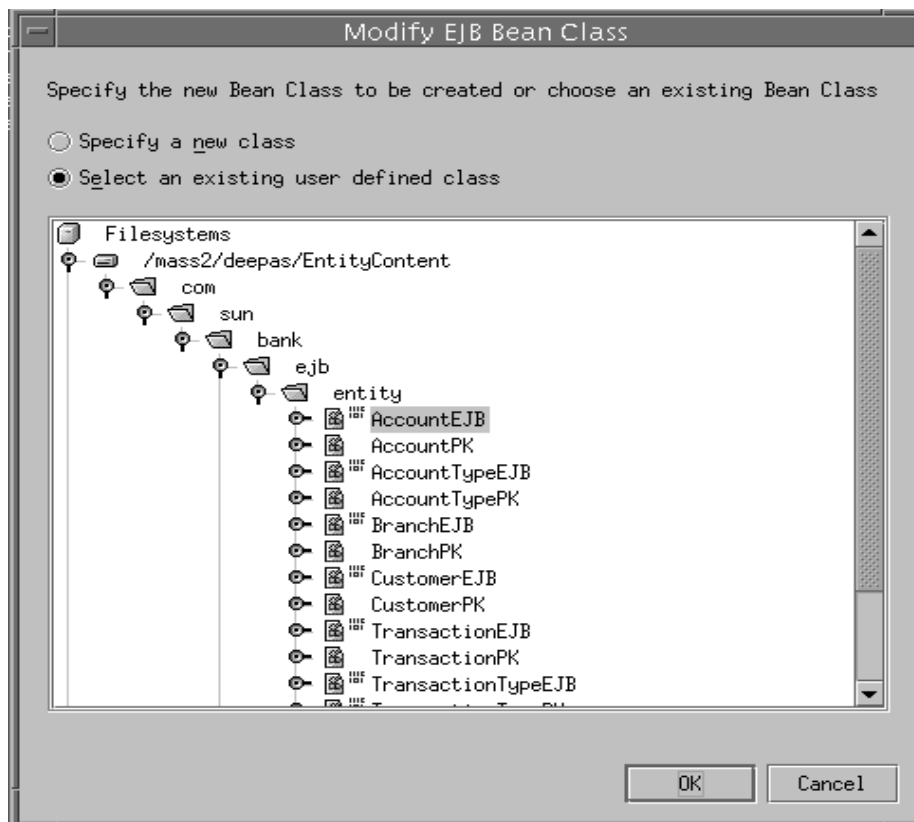 Modify EJB Bean Class
Specify the new Bean Class to be created or choose an existing Bean Class
Specify a new class
Select an existing user defined class
Filesystems
/mass2/deepas/EntityContent
com
sun
bank
ejb
entity
AccountEJB
AccountPK
AccountTypeEJB
AccountTypePK
BranchEJB
BranchPK
CustomerEJB
CustomerPK
TransactionEJB
TransactionPK
TransactionTypeEJB
OK Cancel